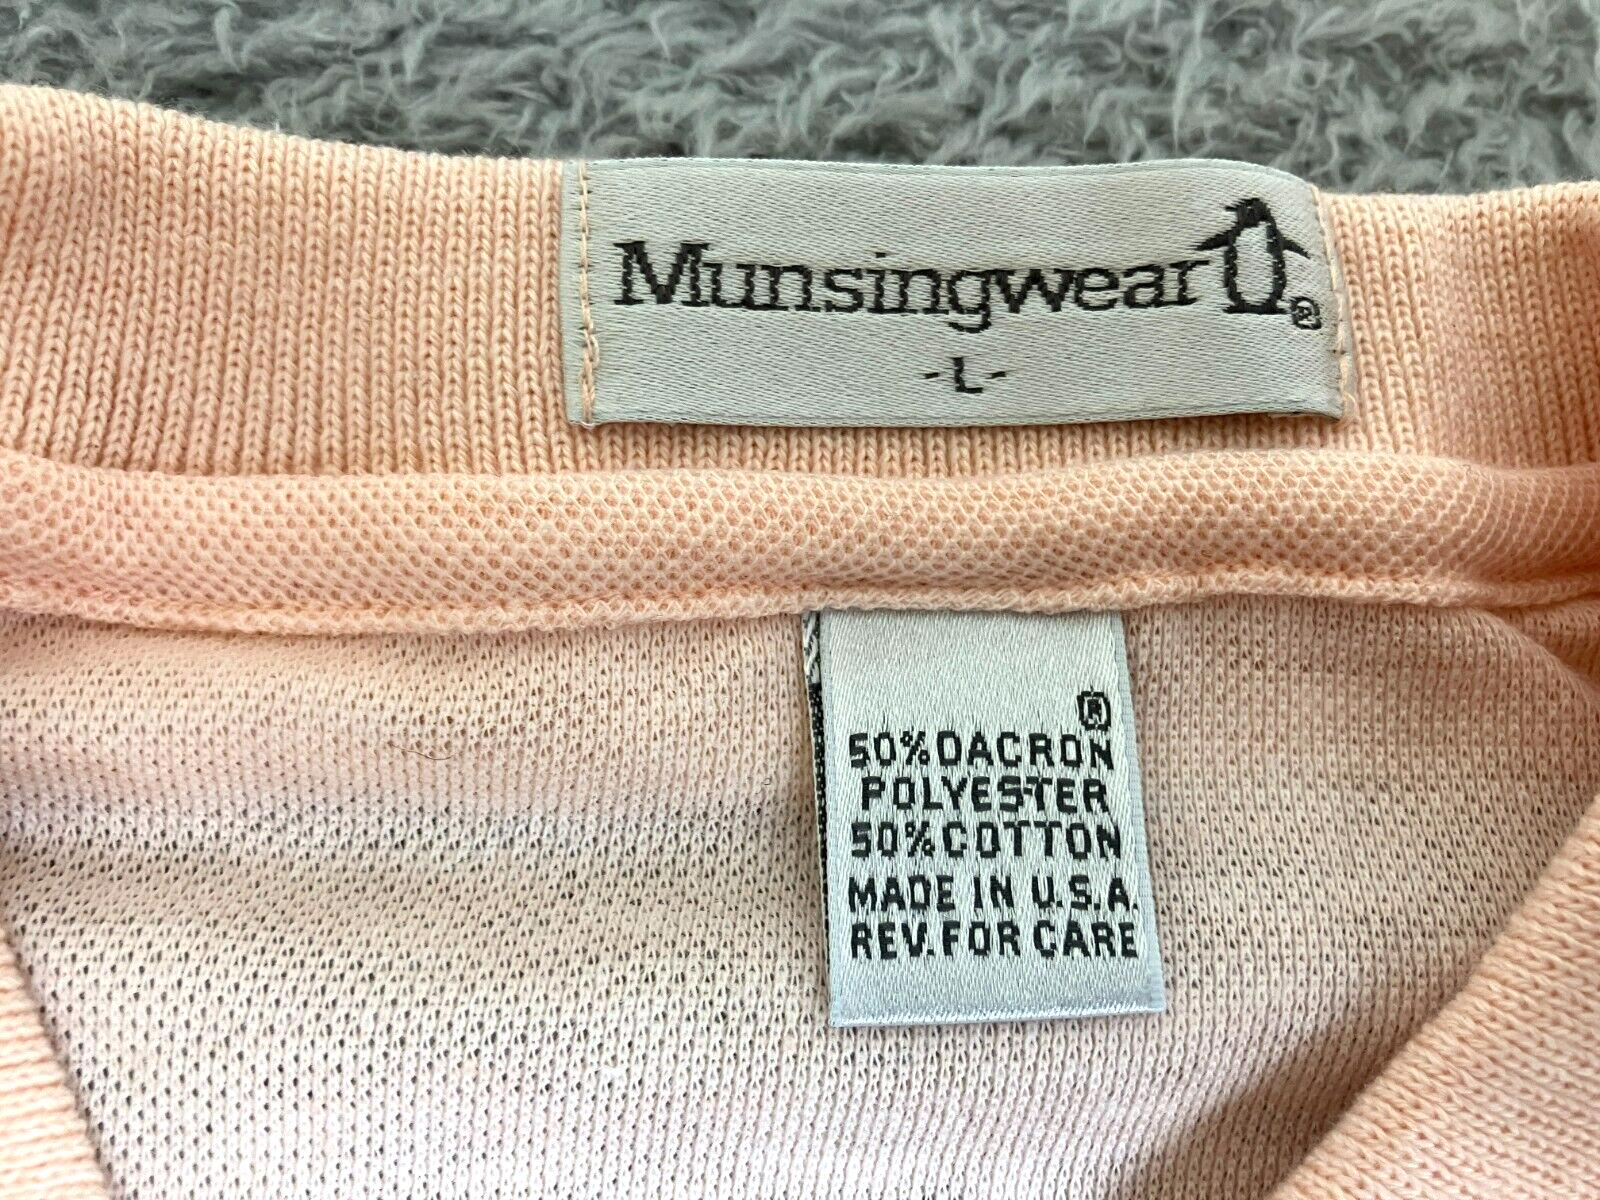 Munsingwear ®
-L-
®
50% DACRON
POLYESTER
50% COTTON
MADE IN U.S.A.
REV. FOR CARE